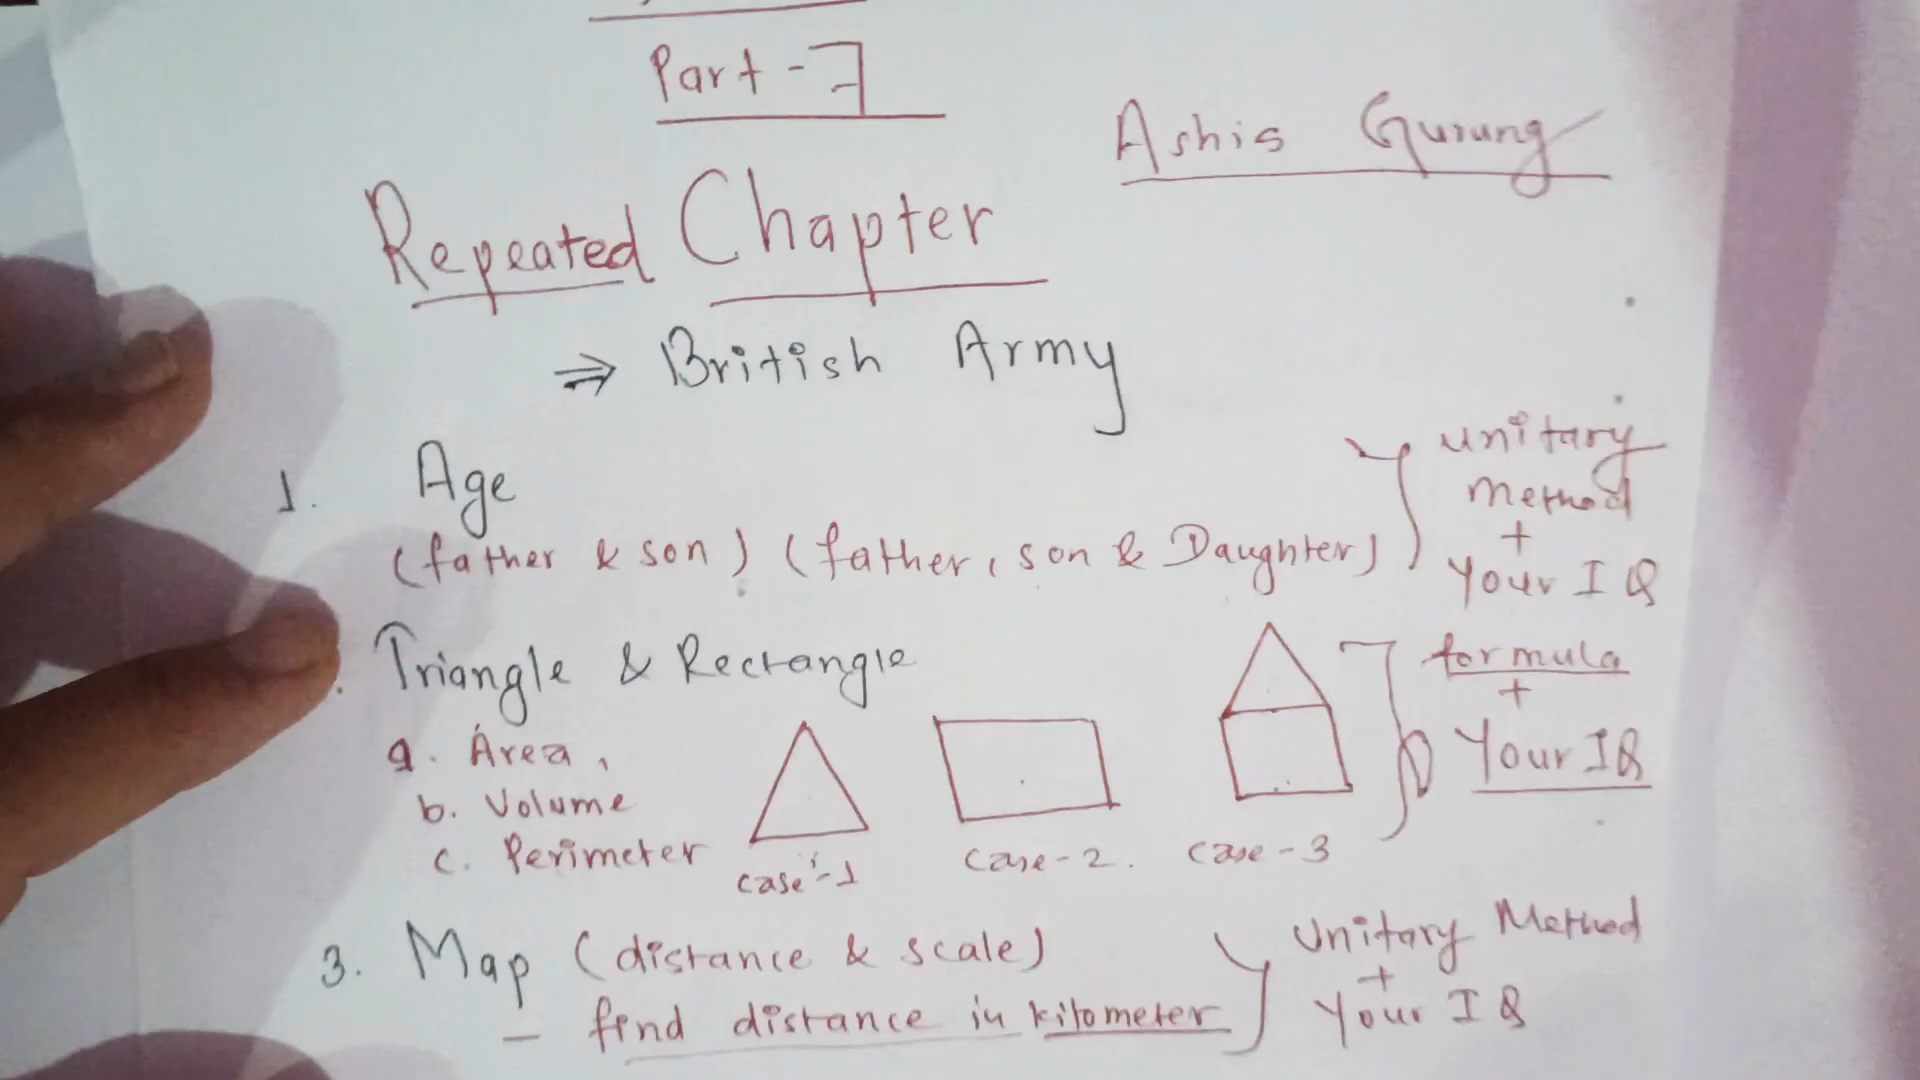 Part - 7
Ashis Gurung
Repeated Chapter
⇒ British Army
1. Age
(father & son) (father, son & Daughter)
unitary
Method
+
Your IQ
. Triangle & Rectangle
a. Area,
b. Volume
c. Perimeter
case-1
case-2.
case-3
formula
+
Your IQ
3. Map (distance & scale)
- find distance in kilometer
Unitary Method
+
Your IQ